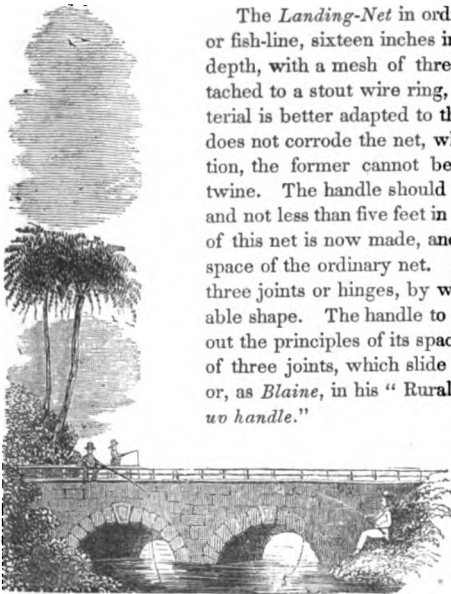 The Landing-Net in ord
or fish-line, sixteen inches i
depth, with a mesh of thre
tached to a stout wire ring,
terial is better adapted to t
does not corrode the net, w
tion, the former cannot be
twine. The handle should
and not less than five feet in
of this net is now made, an
space of the ordinary net.
three joints or hinges, by w
able shape. The handle to
out the principles of its spac
of three joints, which slide
or, as Blaine, in his “ Rural
up handle.”